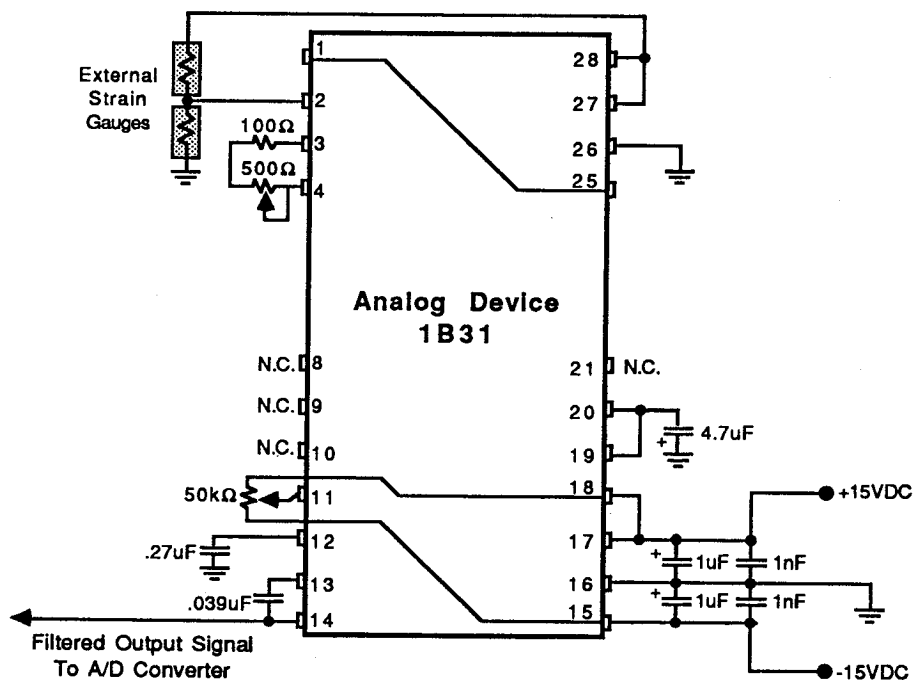 External
Strain
Gauges
1
2
100Ω
3
500Ω
4
28
27
26
25
Analog Device
1B31
N.C. 8
N.C. 9
N.C. 10
21 N.C.
20
19
4.7uF
+
50kΩ
11
18
+15VDC
.27uF
12
17
+
1uF
1nF
13
16
.039uF
+
1uF
1nF
14
15
Filtered Output Signal
To A/D Converter
-15VDC